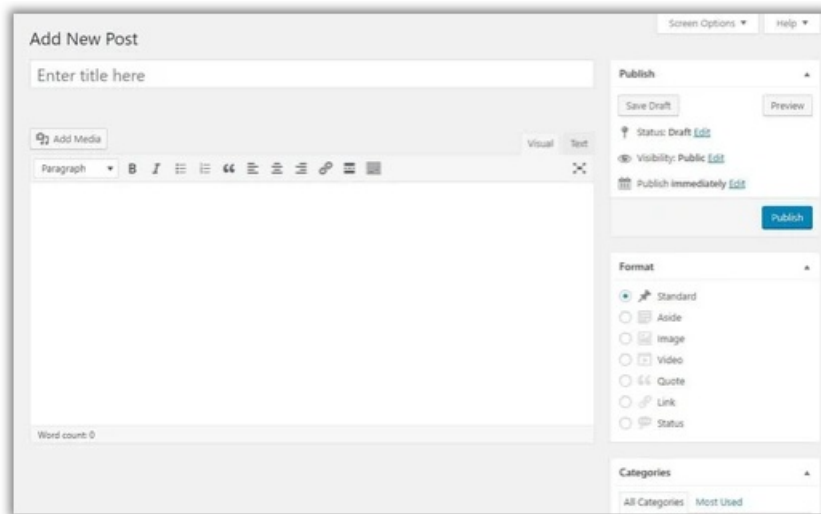 Screen Options Help
Add New Post
Enter title here
Add Media
Visual Text
Paragraph B I
Word count: 0
Publish
Save Draft Preview
Status: Draft Edit
Visibility: Public Edit
Publish immediately Edit
Publish
Format
Standard
Aside
Image
Video
Quote
Link
Status
Categories
All Categories Most Used